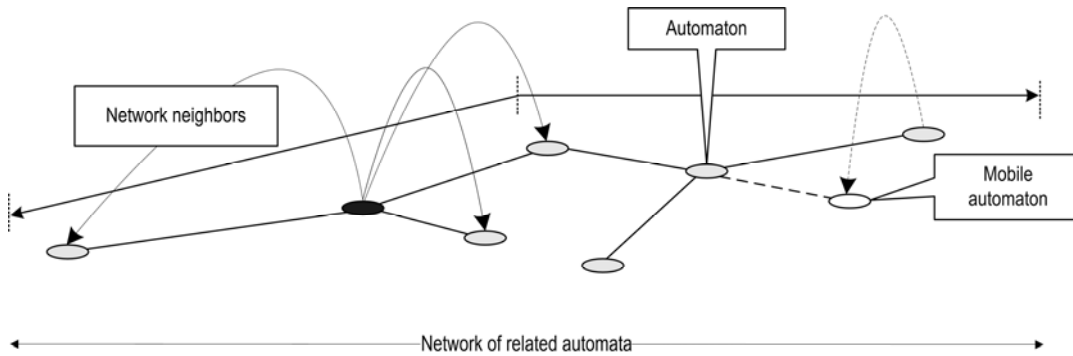 Automaton
Network neighbors
Mobile
automaton
Network of related automata